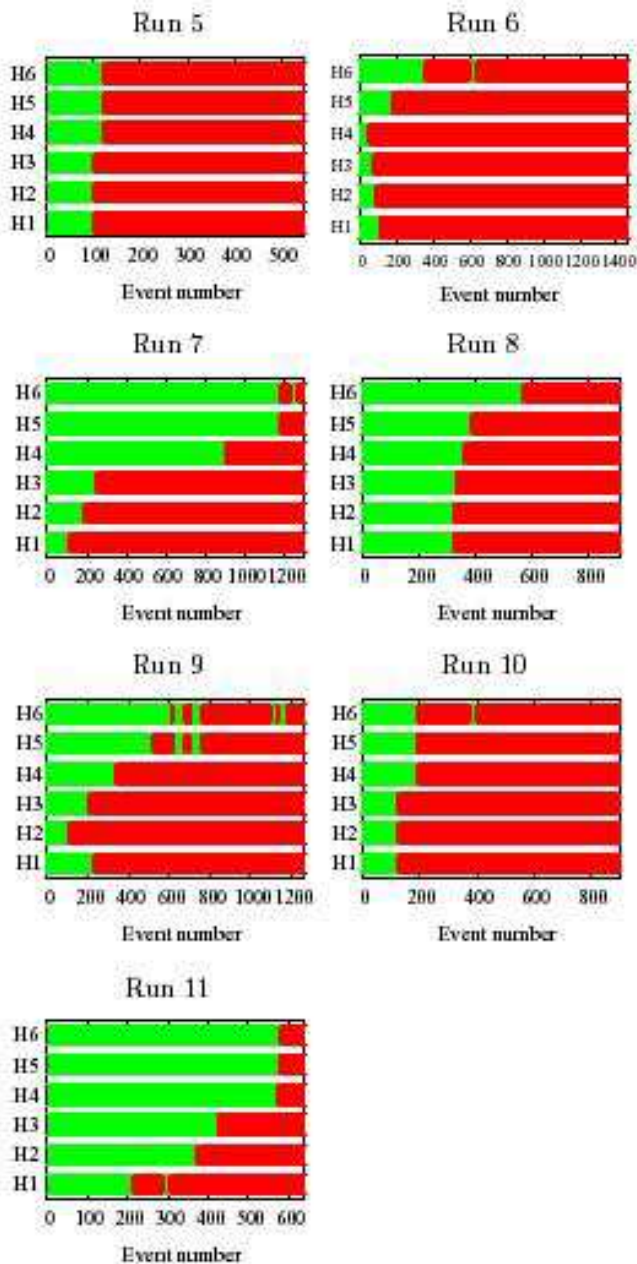 Run 5
H6
H5
H4
H3
H2
H1
0 100 200 300 400 500
Event number
Run 6
H6
H5
H4
H3
H2
H1
0 200 400 600 800 1000 1200 1400
Event number
Run 7
H6
H5
H4
H3
H2
H1
0 200 400 600 800 1000 1200
Event number
Run 8
H6
H5
H4
H3
H2
H1
0 200 400 600 800
Event number
Run 9
H6
H5
H4
H3
H2
H1
0 200 400 600 800 1000 1200
Event number
Run 10
H6
H5
H4
H3
H2
H1
0 200 400 600 800
Event number
Run 11
H6
H5
H4
H3
H2
H1
0 100 200 300 400 500 600
Event number